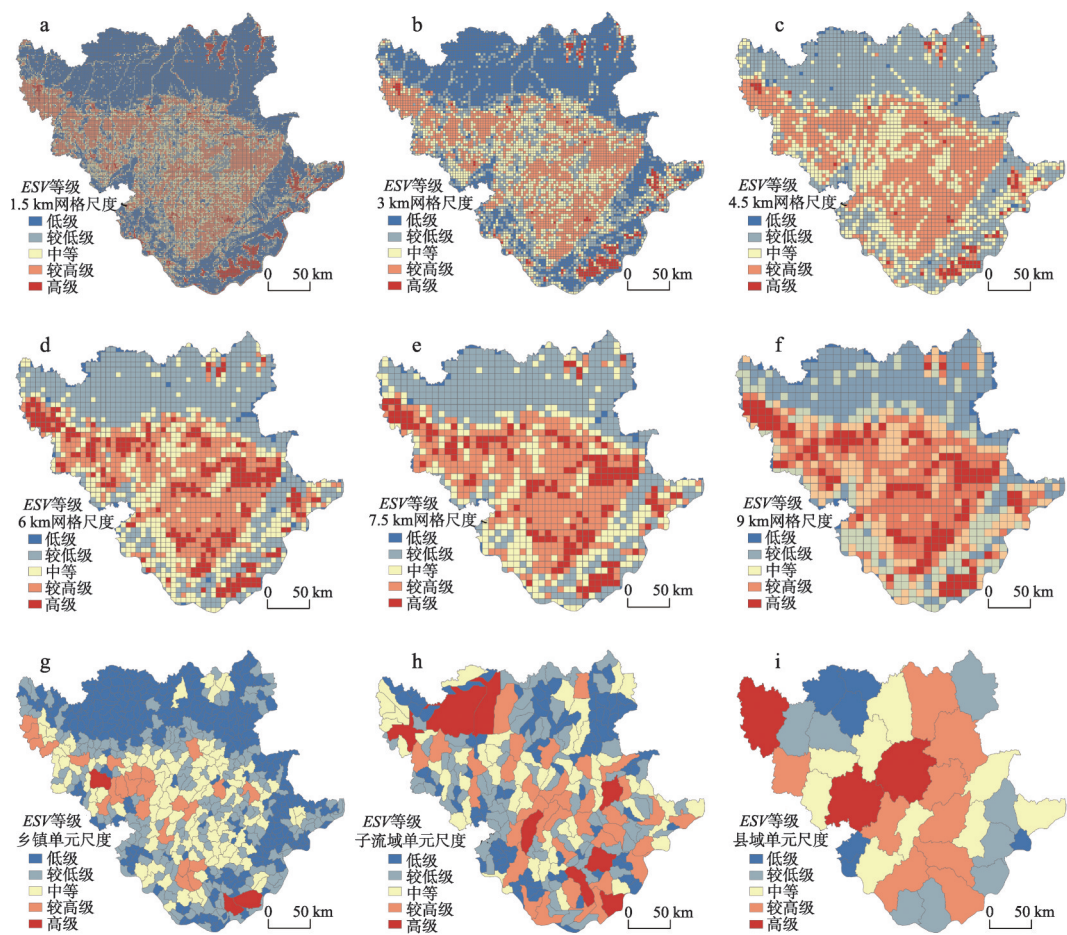 a
ESV等级
1.5 km网格尺度
低级
较低级
中等
较高级
高级
0 50 km
b
ESV等级
3 km网格尺度
低级
较低级
中等
较高级
高级
0 50 km
c
ESV等级
4.5 km网格尺度
低级
较低级
中等
较高级
高级
0 50 km
d
ESV等级
6 km网格尺度
低级
较低级
中等
较高级
高级
0 50 km
e
ESV等级
7.5 km网格尺度
低级
较低级
中等
较高级
高级
0 50 km
f
ESV等级
9 km网格尺度
低级
较低级
中等
较高级
高级
0 50 km
g
ESV等级
乡镇单元尺度
低级
较低级
中等
较高级
高级
0 50 km
h
ESV等级
子流域单元尺度
低级
较低级
中等
较高级
高级
0 50 km
i
ESV等级
县域单元尺度
低级
较低级
中等
较高级
高级
0 50 km